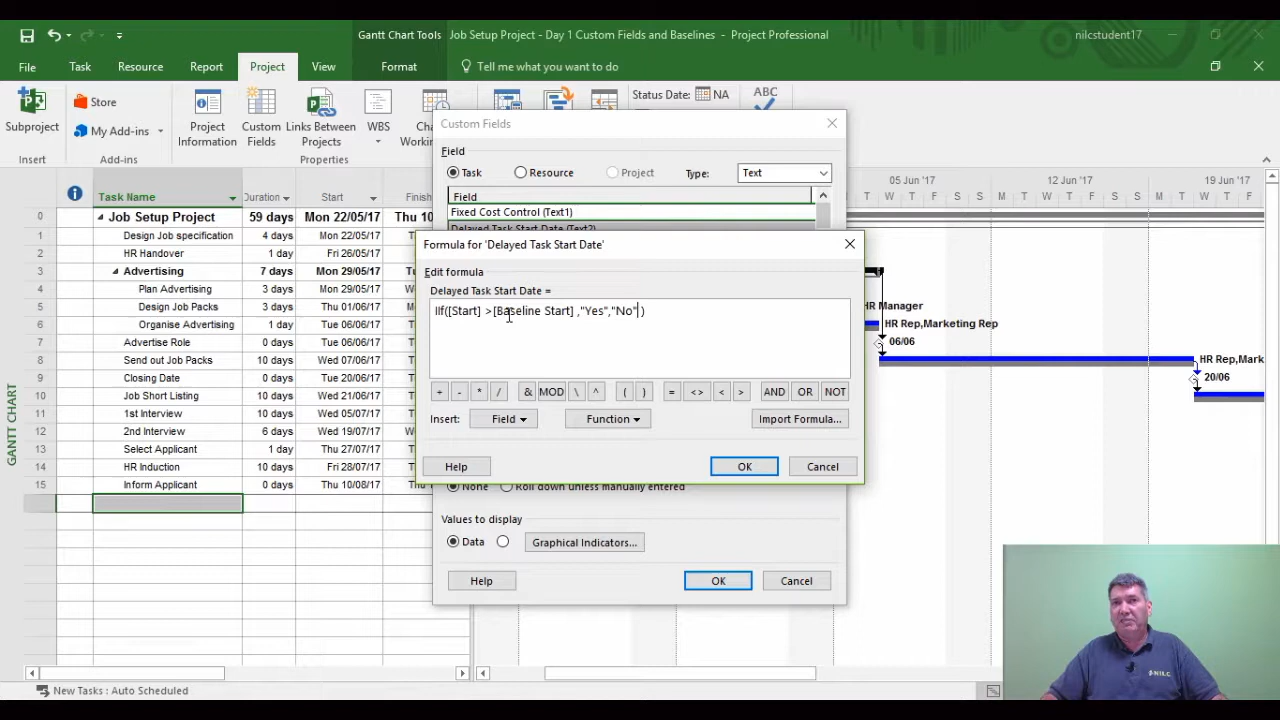 Gantt Chart Tools
Job Setup Project - Day 1 Custom Fields and Baselines - Project Professional
nilcstudent17
File Task Resource Report Project View Format Tell me what you want to do
Subproject
Insert
Store
My Add-ins
Add-ins
Project Information
Custom Fields
Links Between Projects
WBS
Properties
Status Date: NA
ABC
Custom Fields
Field
Task Resource Project Type: Text
Field
Fixed Cost Control (Text1)
Delayed Task Start Date (Text2)
Formula for 'Delayed Task Start Date'
Edit formula
Delayed Task Start Date =
IIf([Start] >[Baseline Start] ,"Yes","No" )
+ - * / & MOD \ ^ ( ) = <> < > AND OR NOT
Insert: Field Function Import Formula...
Help OK Cancel
None Roll down unless manually entered
Values to display
Data Graphical Indicators...
Help OK Cancel
Task Name Duration Start Finish
0 Job Setup Project 59 days Mon 22/05/17 Thu 10
1 Design Job specification 4 days Mon 22/05/17
2 HR Handover 1 day Fri 26/05/17
3 Advertising 7 days Mon 29/05/17
4 Plan Advertising 3 days Mon 29/05/17
5 Design Job Packs 3 days Thu 01/06/17
6 Organise Advertising 1 day Tue 06/06/17
7 Advertise Role 0 days Tue 06/06/17
8 Send out Job Packs 10 days Wed 07/06/17
9 Closing Date 0 days Tue 20/06/17
10 Job Short Listing 10 days Wed 21/06/17
11 1st Interview 5 days Wed 05/07/17
12 2nd Interview 6 days Wed 19/07/17
13 Select Applicant 1 day Thu 27/07/17
14 HR Induction 10 days Fri 28/07/17
15 Inform Applicant 0 days Thu 10/08/17
05 Jun '17 12 Jun '17 19 Jun '17
T W T F S S M T W T F S S M T W T F
HR Manager
HR Rep,Marketing Rep
06/06
HR Rep,Mark
20/06
GANTT CHART
New Tasks : Auto Scheduled
NILC